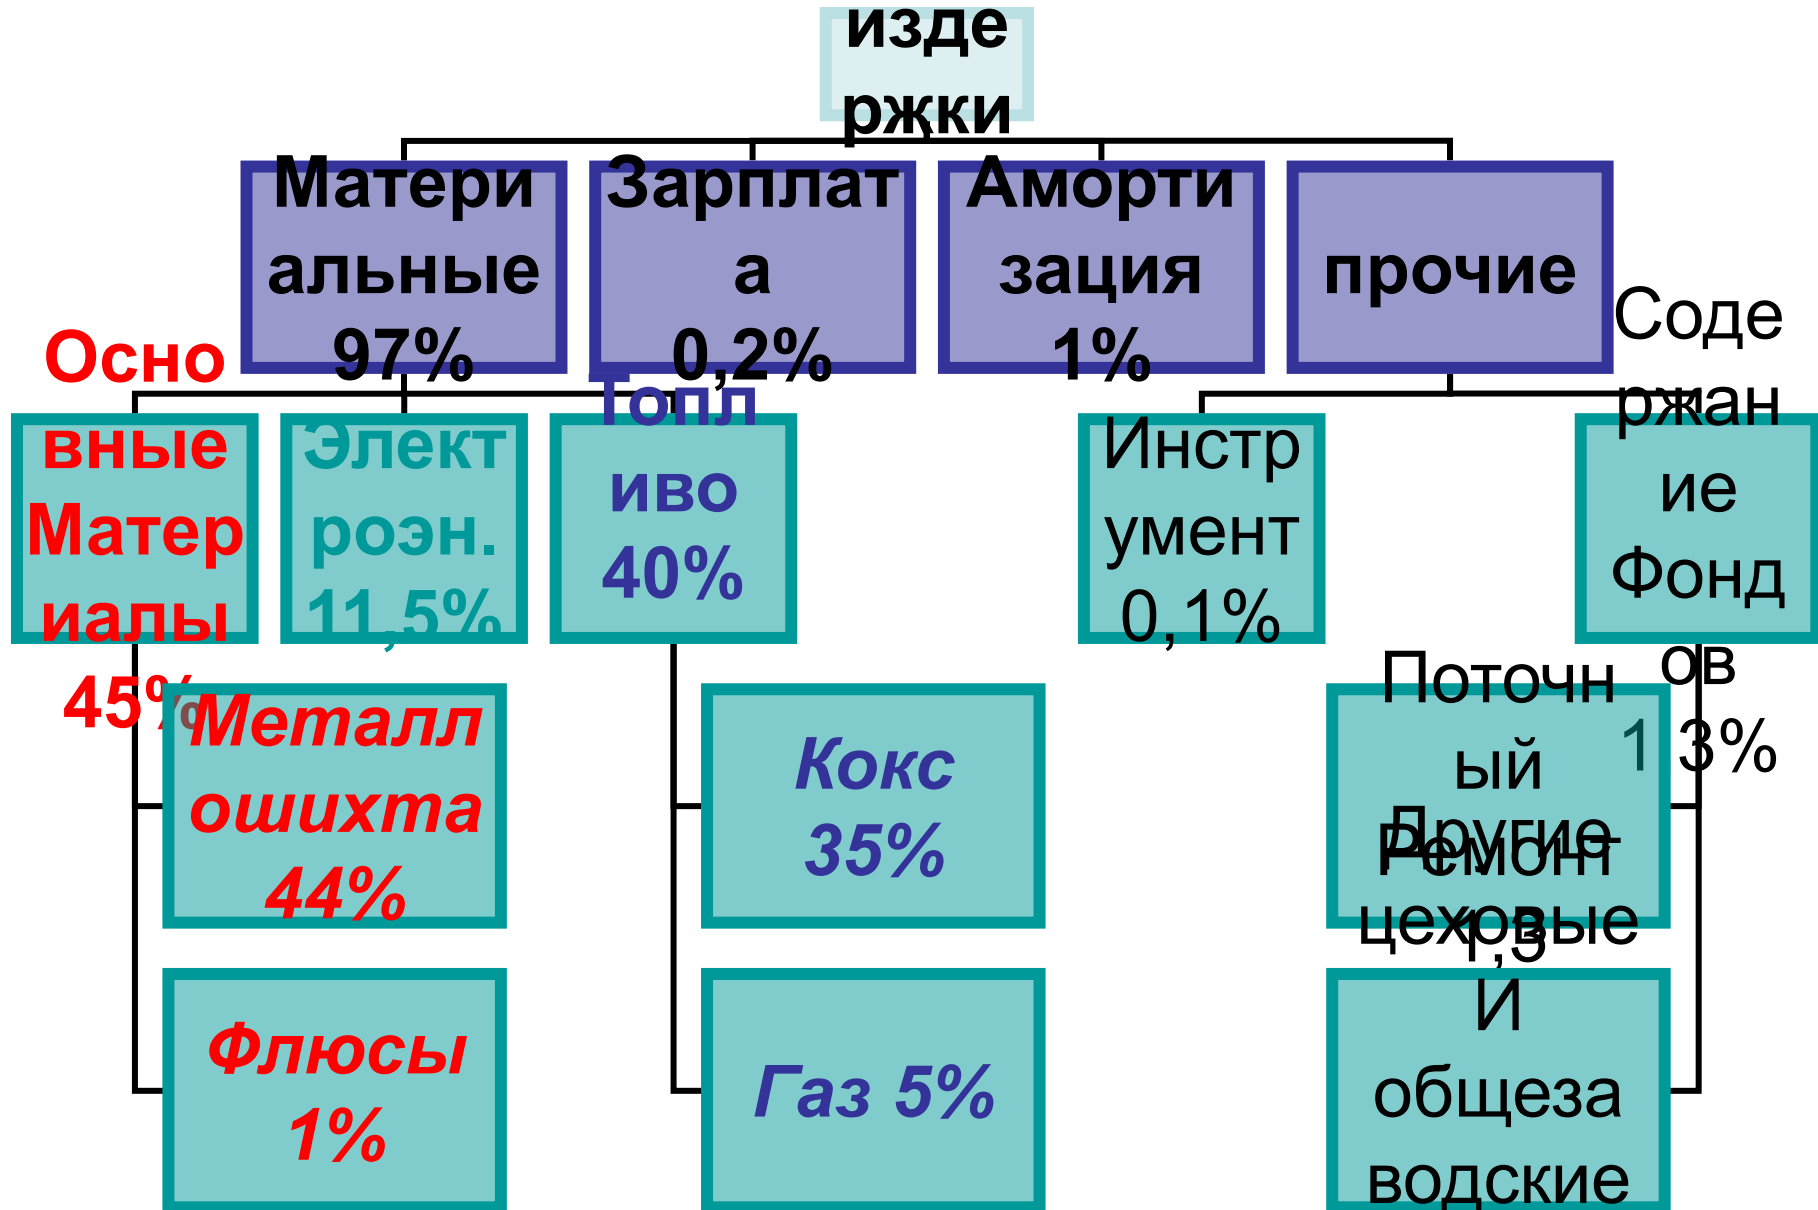 изде
ржки
Матери
альные
97%
Зарплат
а
0,2%
Аморти
зация
1%
прочие
Осно
вные
Матер
иалы
45%
Элект
роэн.
11,5%
Топл
иво
40%
Инстр
умент
0,1%
Соде
ржан
ие
Фонд
ов
1 3%
Металл
ошихта
44%
Флюсы
1%
Кокс
35%
Газ 5%
Поточн
ый
Ремонт
1,3
Другие
цеховые
И
общеза
водские